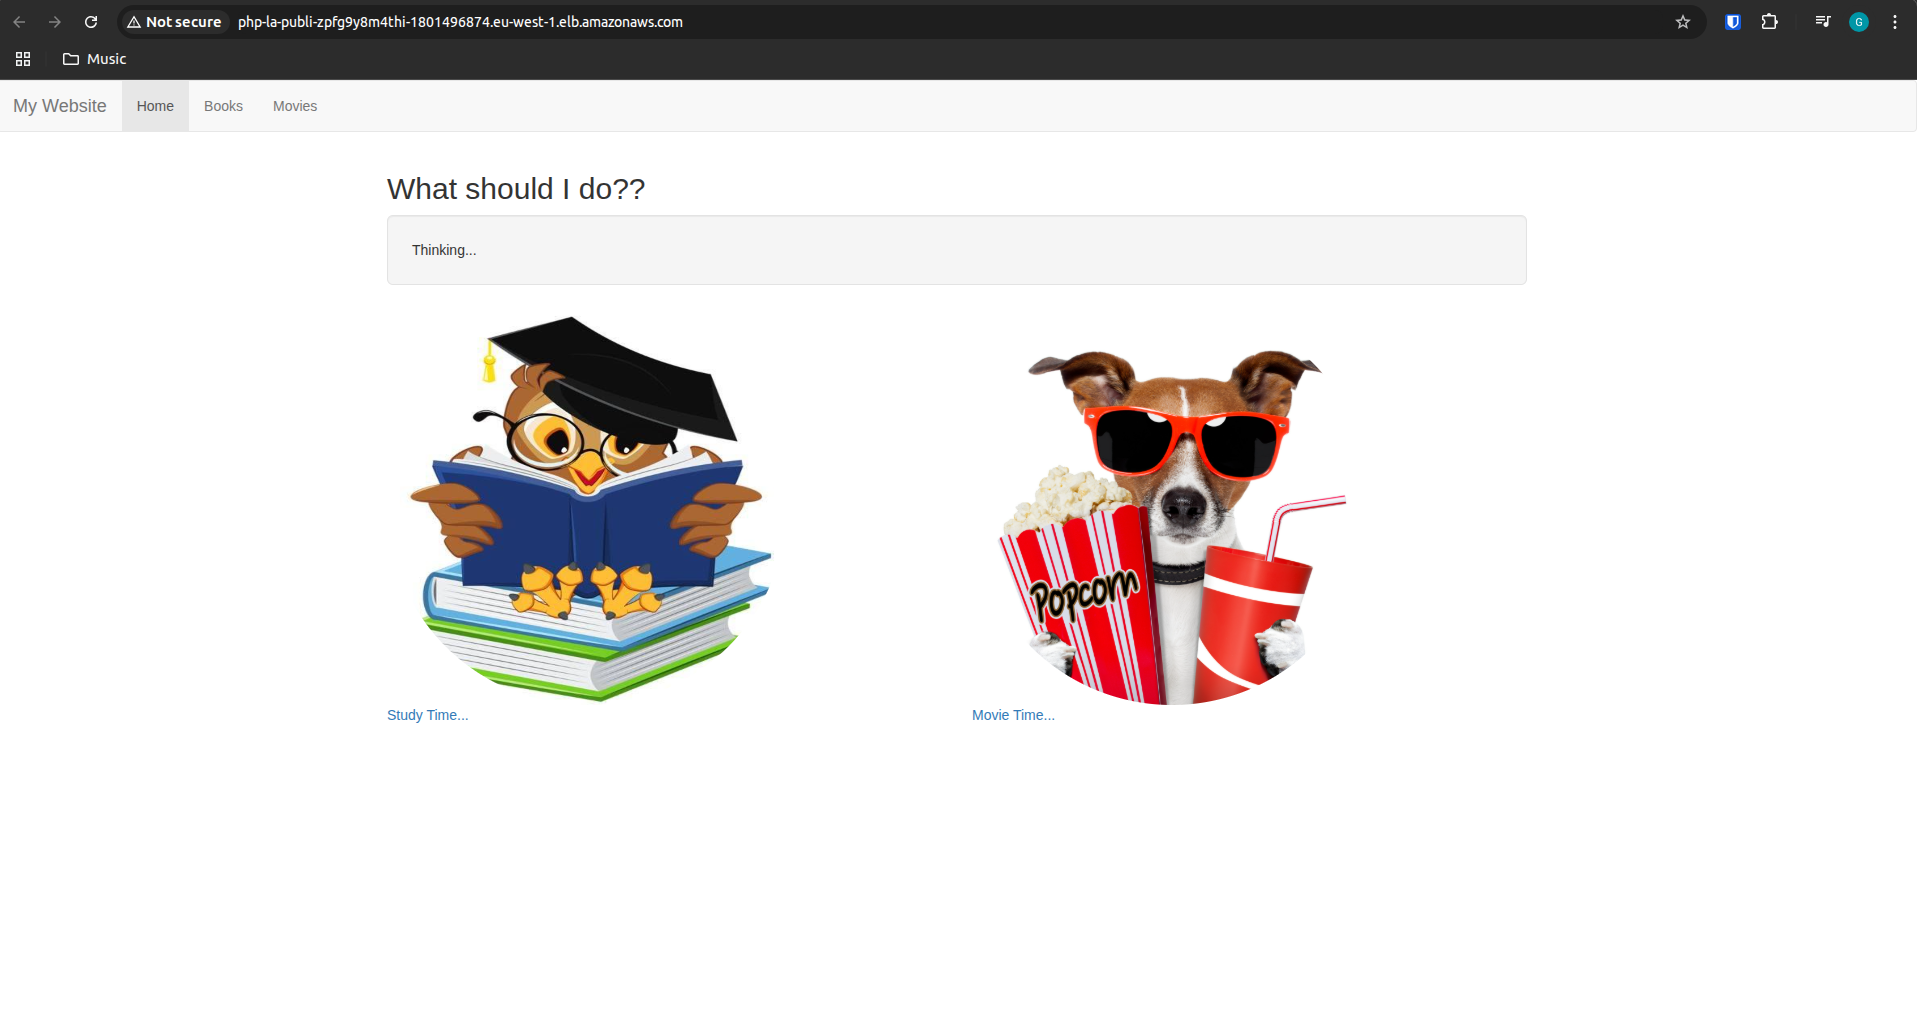 Not secure php-la-publi-zpfg9y8m4thi-1801496874.eu-west-1.elb.amazonaws.com
G
Music
My Website Home Books Movies
What should I do??
Thinking...
Popcorn
Study Time... Movie Time...